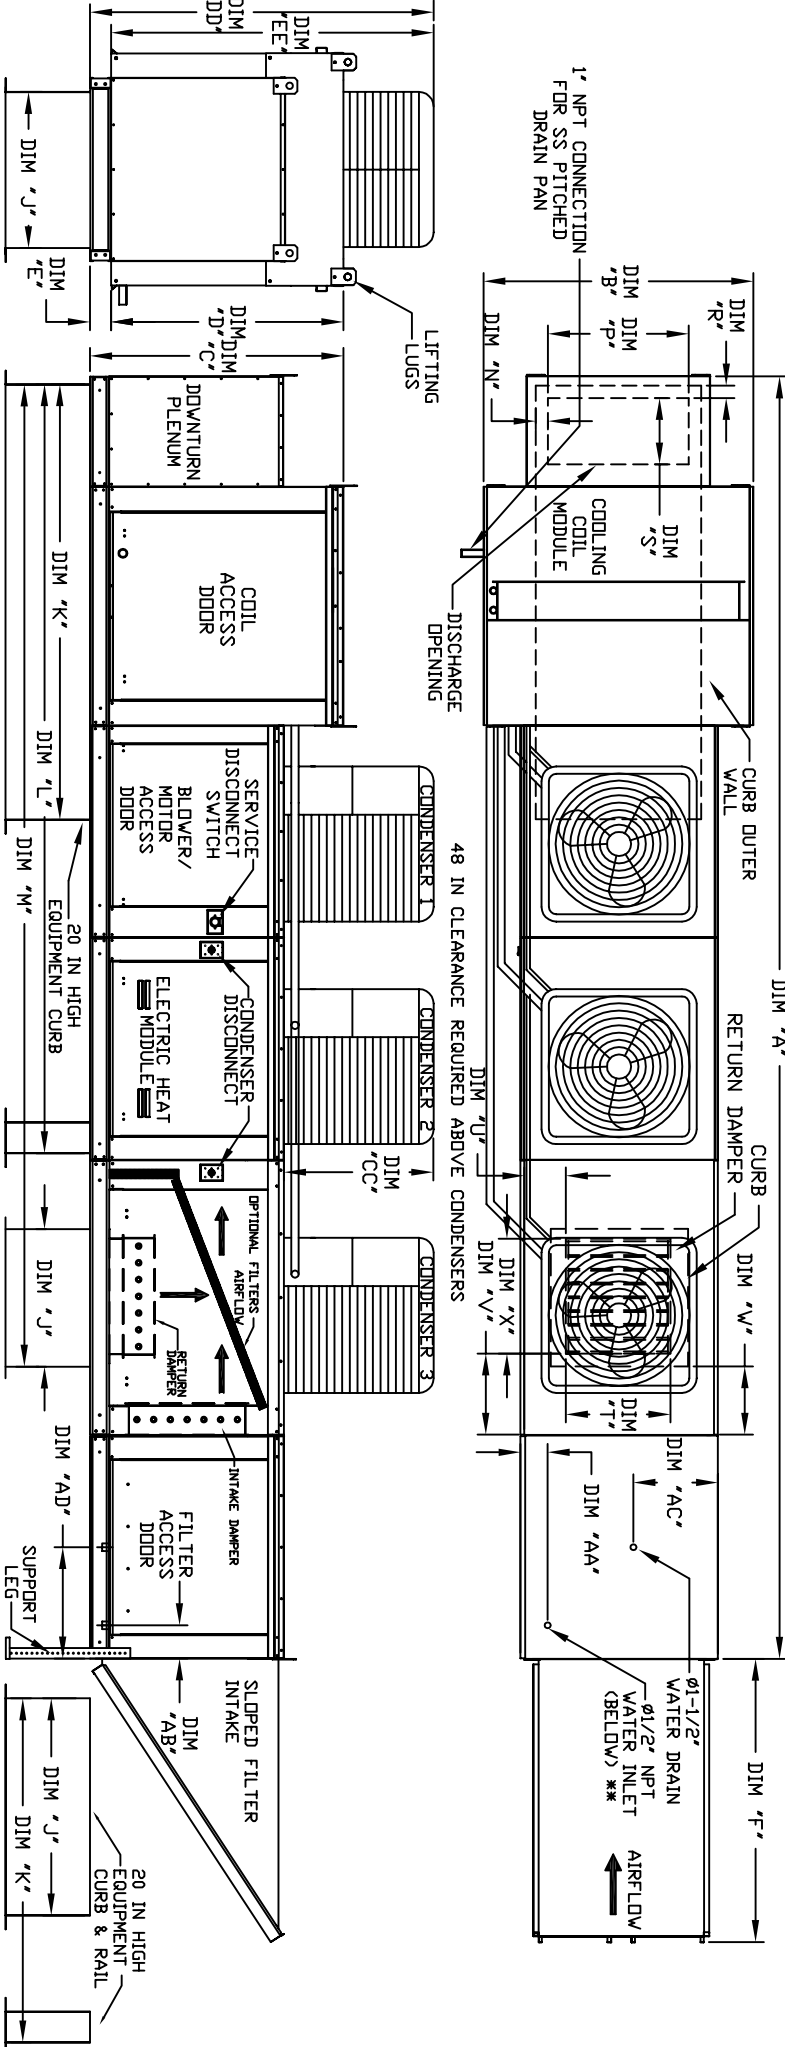 DIM "A"
DIM "F"
CURB
RETURN DAMPER
DIM "W"
AIRFLOW
ø1-1/2"
WATER DRAIN
ø1/2" NPT
WATER INLET
(BELOW) **
DIM "B"
DIM "P"
DIM "R"
DIM "N"
DIM "S"
COOLING
COIL
MODULE
CURB OUTER
WALL
DIM "AC"
DIM "T"
DIM "AA"
DIM "V"
DIM "X"
DIM "U"
1" NPT CONNECTION
FOR SS PITCHED
DRAIN PAN
DISCHARGE
OPENING
48 IN CLEARANCE REQUIRED ABOVE CONDENSERS
LIFTING
LUGS
CONDENSER 1
CONDENSER 2
CONDENSER 3
DIM "CC"
DIM "EE"
DIM "DD"
DIM "D"
DIM "C"
DIM "E"
DIM "J"
DOWNTURN
PLENUM
COIL
ACCESS
DOOR
SERVICE
DISCONNECT
SWITCH
BLOWER/
MOTOR
ACCESS
DOOR
CONDENSER
DISCONNECT
ELECTRIC HEAT
MODULE
OPTIONAL FILTERS
AIRFLOW
RETURN
DAMPER
INTAKE DAMPER
FILTER
ACCESS
DOOR
SLOPED FILTER
INTAKE
DIM "AB"
DIM "K"
DIM "L"
DIM "M"
20 IN HIGH
EQUIPMENT CURB
DIM "J"
DIM "AD"
SUPPORT
LEG
DIM "J"
DIM "K"
20 IN HIGH
EQUIPMENT
CURB & RAIL